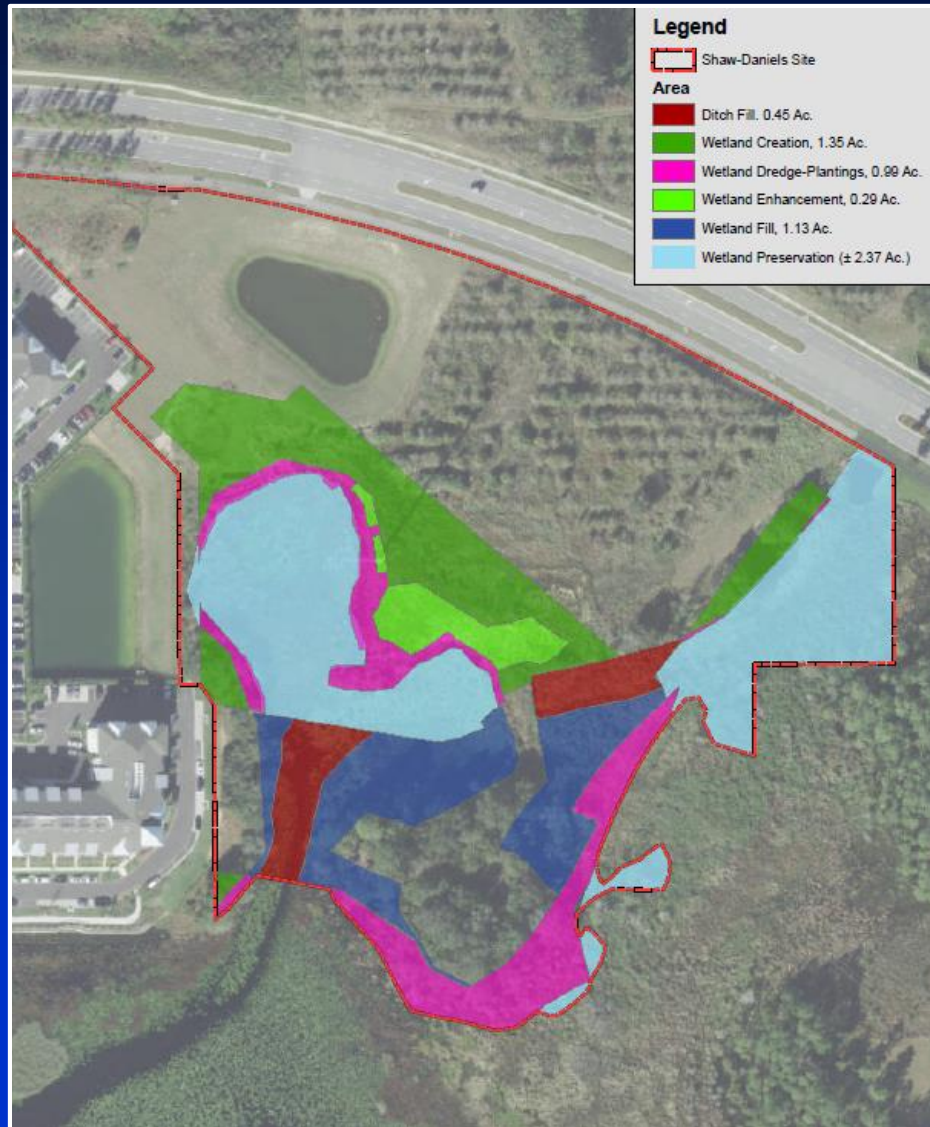 Legend
Shaw-Daniels Site
Area
Ditch Fill. 0.45 Ac.
Wetland Creation, 1.35 Ac.
Wetland Dredge-Plantings, 0.99 Ac.
Wetland Enhancement, 0.29 Ac.
Wetland Fill, 1.13 Ac.
Wetland Preservation (± 2.37 Ac.)